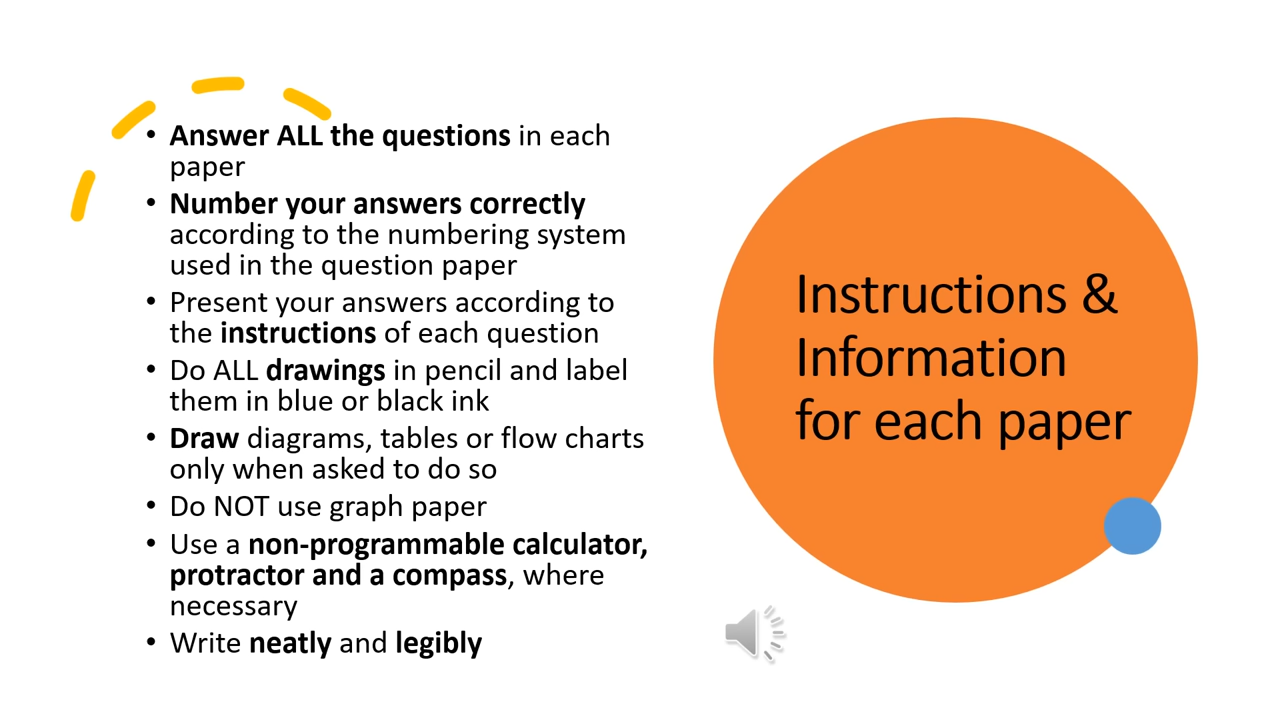 • Answer ALL the questions in each
paper
• Number your answers correctly
according to the numbering system
used in the question paper
• Present your answers according to
the instructions of each question
• Do ALL drawings in pencil and label
them in blue or black ink
• Draw diagrams, tables or flow charts
only when asked to do so
• Do NOT use graph paper
• Use a non-programmable calculator,
protractor and a compass, where
necessary
• Write neatly and legibly
Instructions &
Information
for each paper